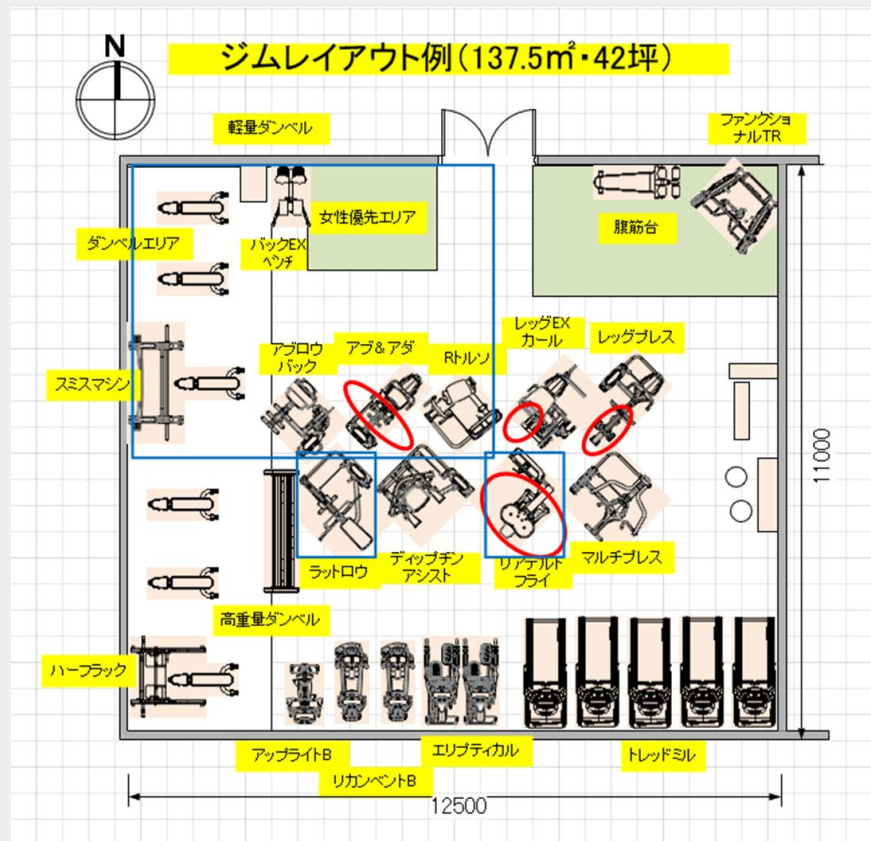 N
ジムレイアウト例(137.5㎡・42坪)
軽量ダンベル
ファンクショ
ナルTR
ダンベルエリア
バックEX
ベンチ
女性優先エリア
腹筋台
スミスマシン
アブロウ
バック
アブ&アダ
Rトルソ
レッグEX
カール
レッグプレス
11000
ラットロウ
ディップチン
アシスト
リアデルト
フライ
マルチプレス
高重量ダンベル
ハーフラック
アップライトB
リカンベントB
エリプティカル
トレッドミル
12500